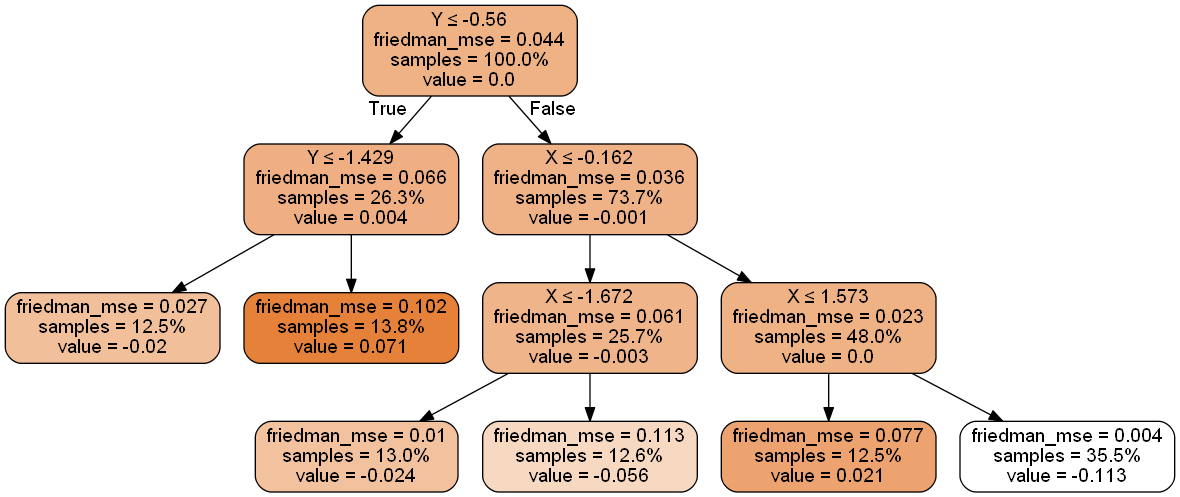 Y ≤ -0.56
friedman_mse = 0.044
samples = 100.0%
value = 0.0
True
False
Y ≤ -1.429
friedman_mse = 0.066
samples = 26.3%
value = 0.004
X ≤ -0.162
friedman_mse = 0.036
samples = 73.7%
value = -0.001
friedman_mse = 0.027
samples = 12.5%
value = -0.02
friedman_mse = 0.102
samples = 13.8%
value = 0.071
X ≤ -1.672
friedman_mse = 0.061
samples = 25.7%
value = -0.003
X ≤ 1.573
friedman_mse = 0.023
samples = 48.0%
value = 0.0
friedman_mse = 0.01
samples = 13.0%
value = -0.024
friedman_mse = 0.113
samples = 12.6%
value = -0.056
friedman_mse = 0.077
samples = 12.5%
value = 0.021
friedman_mse = 0.004
samples = 35.5%
value = -0.113